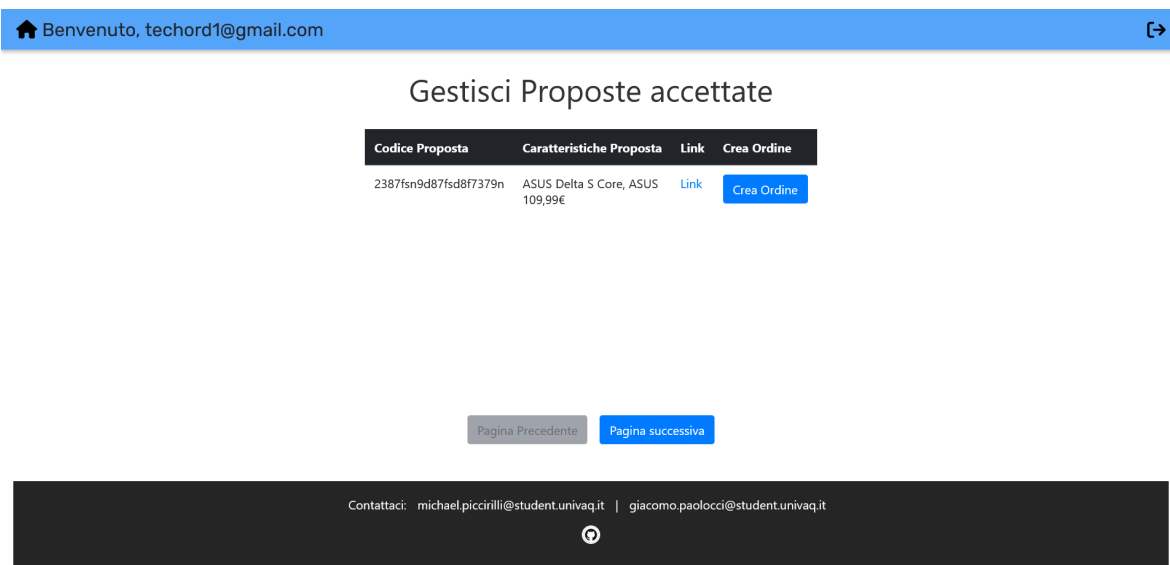 Benvenuto, techord1@gmail.com
Gestisci Proposte accettate
Codice Proposta Caratteristiche Proposta Link Crea Ordine
2387fsn9d87fsd8f7379n ASUS Delta S Core, ASUS Link Crea Ordine
109,99€
Pagina Precedente Pagina successiva
Contattaci: michael.piccirilli@student.univaq.it | giacomo.paolocci@student.univaq.it